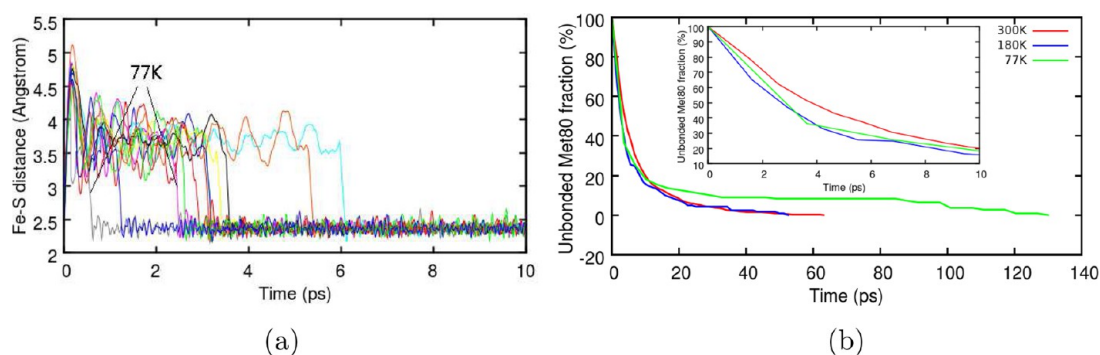 Fe-S distance (Angstrom)
5.5
5
4.5
4
3.5
3
2.5
2
77K
0 2 4 6 8 10
Time (ps)
(a)
Unbonded Met80 fraction (%)
100
80
60
40
20
0
-20
0 20 40 60 80 100 120 140
Time (ps)
300K
180K
77K
Unbonded Met80 fraction (%)
100
90
80
70
60
50
40
30
20
10
0 2 4 6 8 10
Time (ps)
(b)